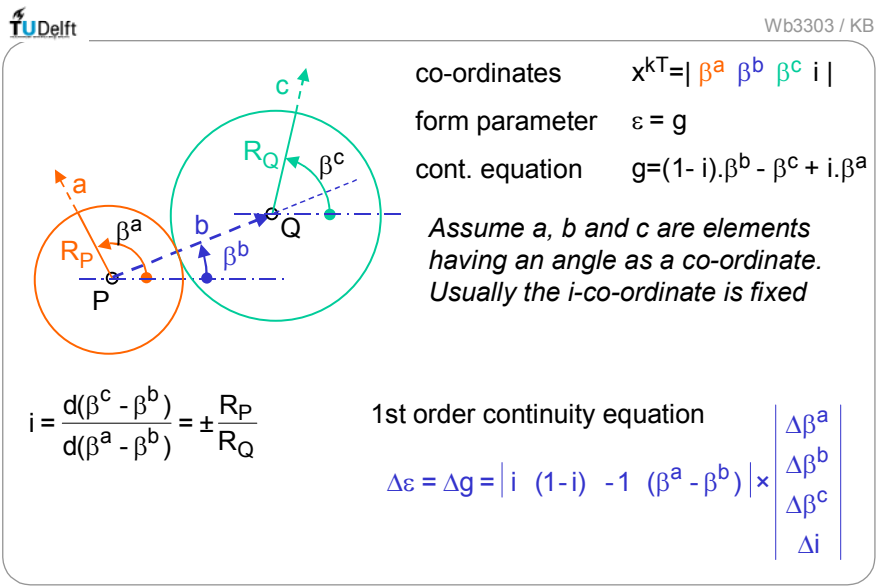 TUDelft
Wb3303 / KB
co-ordinates x^kT=| β^a β^b β^c i |
form parameter ε = g
cont. equation g=(1- i).β^b - β^c + i.β^a
Assume a, b and c are elements
having an angle as a co-ordinate.
Usually the i-co-ordinate is fixed
c
R_Q
β^c
a
β^a
R_P
b
β^b
Q
P
i = d(β^c - β^b) / d(β^a - β^b) = ± R_P / R_Q
1st order continuity equation
Δε = Δg = | i (1-i) -1 (β^a - β^b) | × | Δβ^a
Δβ^b
Δβ^c
Δi |